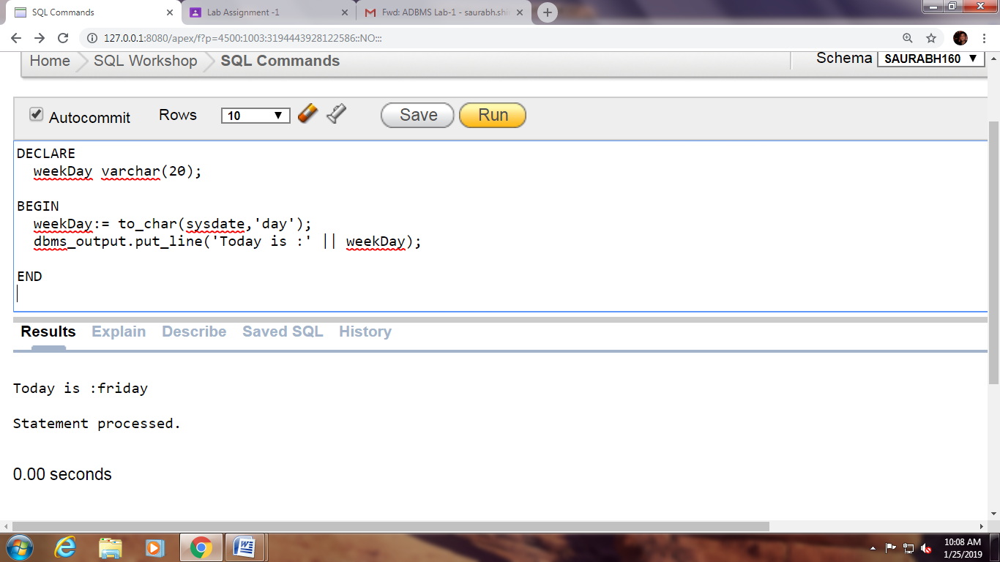 SQL Commands
Lab Assignment -1
Fwd: ADBMS Lab-1 - saurabh.shi
127.0.0.1:8080/apex/f?p=4500:1003:3194443928122586::NO:::
Home SQL Workshop SQL Commands
Schema SAURABH160
Autocommit Rows 10 Save Run
DECLARE
weekDay varchar(20);
BEGIN
weekDay:= to_char(sysdate,'day');
dbms_output.put_line('Today is :' || weekDay);
END
Results Explain Describe Saved SQL History
Today is :friday
Statement processed.
0.00 seconds
10:08 AM
1/25/2019